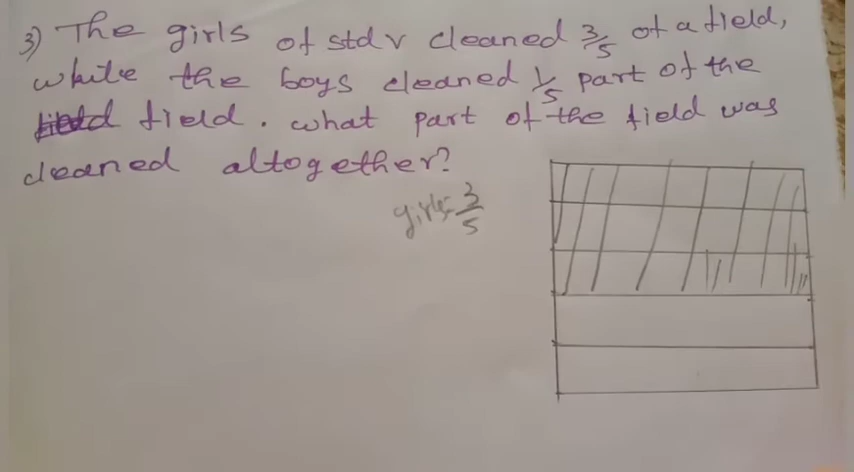 3) The girls of std v cleaned 3/5 of a field,
while the boys cleaned 1/5 part of the
field. what part of the field was
cleaned altogether?
girls = 3/5